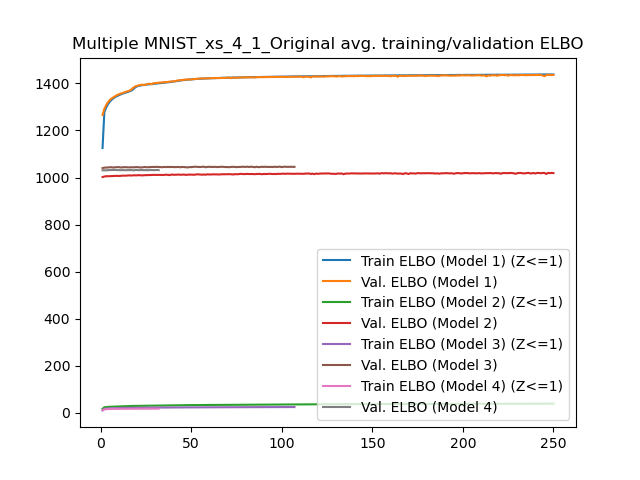 Multiple MNIST_xs_4_1_Original avg. training/validation ELBO
1400
1200
1000
800
600
400
200
0
Train ELBO (Model 1) (Z<=1)
Val. ELBO (Model 1)
Train ELBO (Model 2) (Z<=1)
Val. ELBO (Model 2)
Train ELBO (Model 3) (Z<=1)
Val. ELBO (Model 3)
Train ELBO (Model 4) (Z<=1)
Val. ELBO (Model 4)
0 50 100 150 200 250